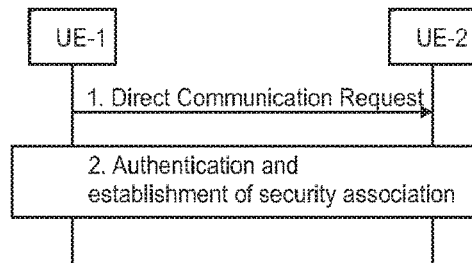 UE-1
UE-2
1. Direct Communication Request
2. Authentication and
establishment of security association